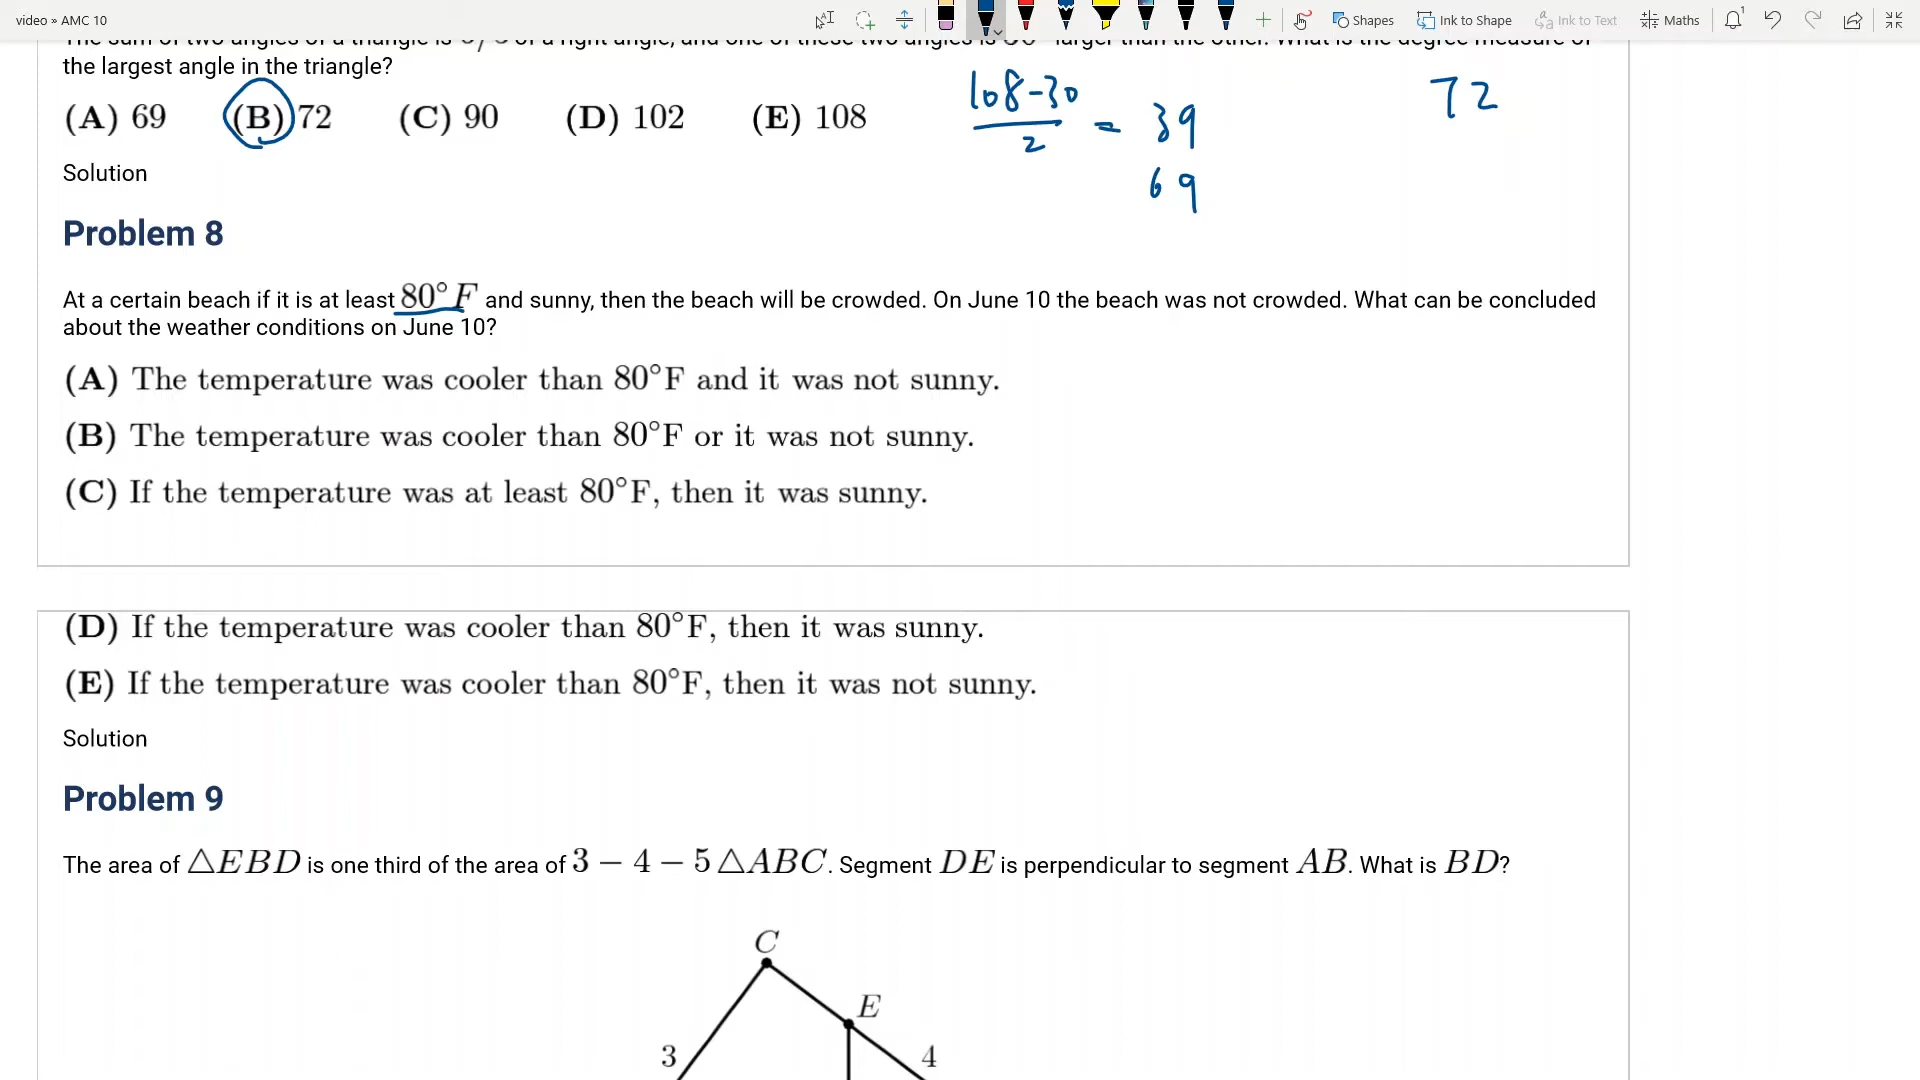 video » AMC 10
Shapes
Ink to Shape
Ink to Text
Maths
1
the largest angle in the triangle?
(A) 69 (B) 72 (C) 90 (D) 102 (E) 108
108-30
2
= 39
69
72
Solution
Problem 8
At a certain beach if it is at least 80° F and sunny, then the beach will be crowded. On June 10 the beach was not crowded. What can be concluded
about the weather conditions on June 10?
(A) The temperature was cooler than 80°F and it was not sunny.
(B) The temperature was cooler than 80°F or it was not sunny.
(C) If the temperature was at least 80°F, then it was sunny.
(D) If the temperature was cooler than 80°F, then it was sunny.
(E) If the temperature was cooler than 80°F, then it was not sunny.
Solution
Problem 9
The area of △EBD is one third of the area of 3 − 4 − 5 △ABC. Segment DE is perpendicular to segment AB. What is BD?
C
E
3
4